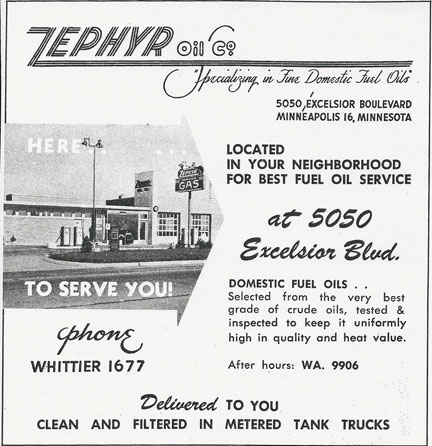 ZEPHYR OIL CO.
"Specializing in Fine Domestic Fuel Oils"
5050 EXCELSIOR BOULEVARD
MINNEAPOLIS 16, MINNESOTA
HERE . . . . .
ZEPHYR
GAS
TO SERVE YOU!
phone
WHITTIER 1677
LOCATED
IN YOUR NEIGHBORHOOD
FOR BEST FUEL OIL SERVICE
at 5050
Excelsior Blvd.
DOMESTIC FUEL OILS . .
Selected from the very best
grade of crude oils, tested &
inspected to keep it uniformly
high in quality and heat value.
After hours: WA. 9906
Delivered TO YOU
CLEAN AND FILTERED IN METERED TANK TRUCKS